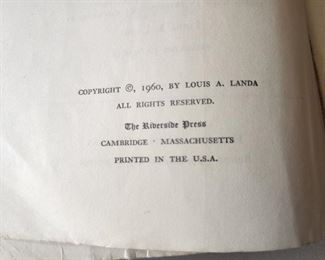 COPYRIGHT ©, 1960, BY LOUIS A. LANDA
ALL RIGHTS RESERVED.
The Riverside Press
CAMBRIDGE · MASSACHUSETTS
PRINTED IN THE U.S.A.